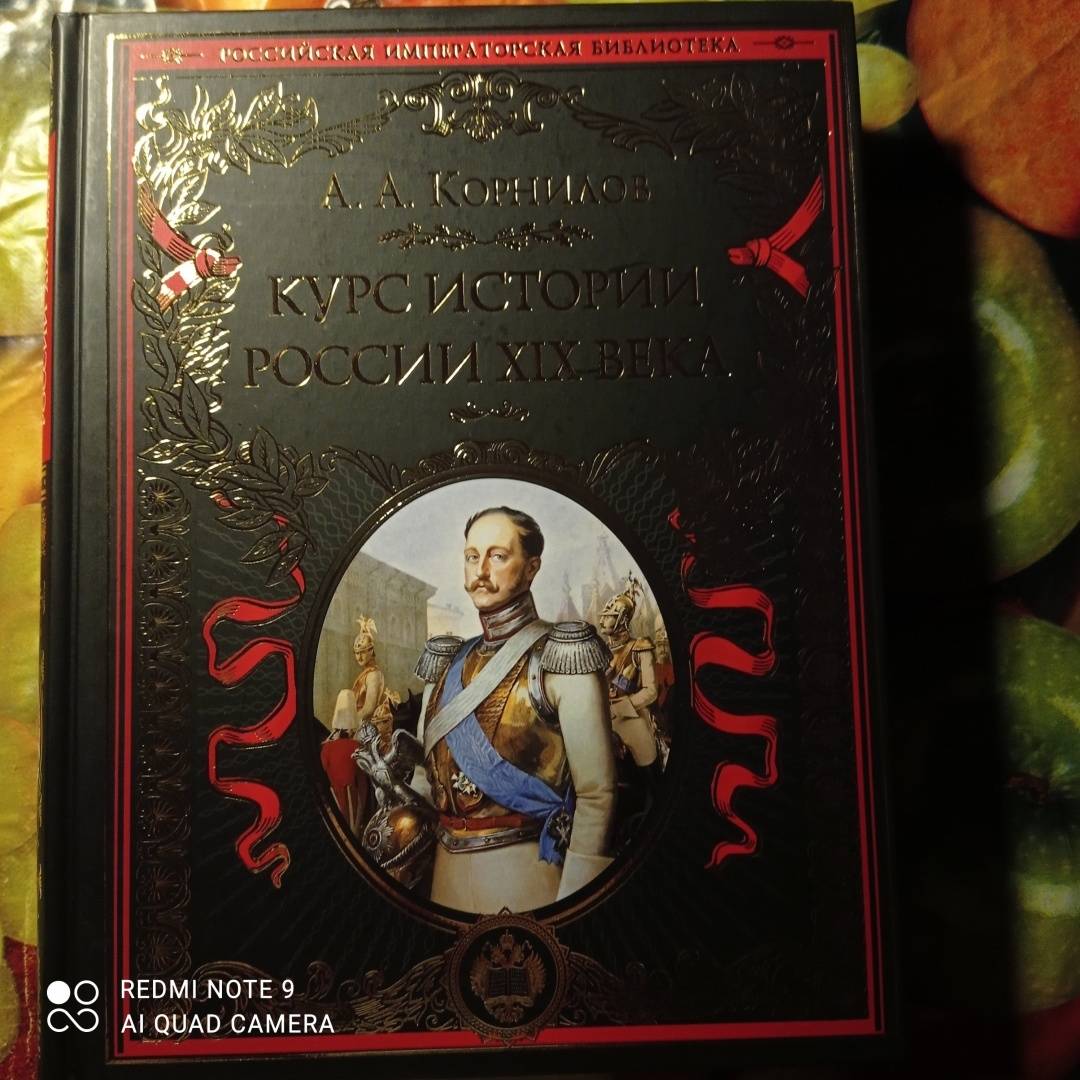 РОССИЙСКАЯ ИМПЕРАТОРСКАЯ БИБЛИОТЕКА
А. А. КОРНИЛОВ
КУРС ИСТОРИИ
РОССИИ XIX ВЕКА
REDMI NOTE 9
AI QUAD CAMERA